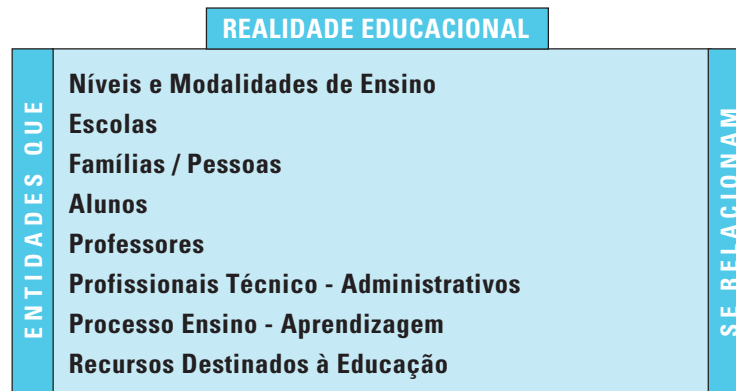 REALIDADE EDUCACIONAL
ENTIDADES QUE
Níveis e Modalidades de Ensino
Escolas
Famílias / Pessoas
Alunos
Professores
Profissionais Técnico - Administrativos
Processo Ensino - Aprendizagem
Recursos Destinados à Educação
SE RELACIONAM